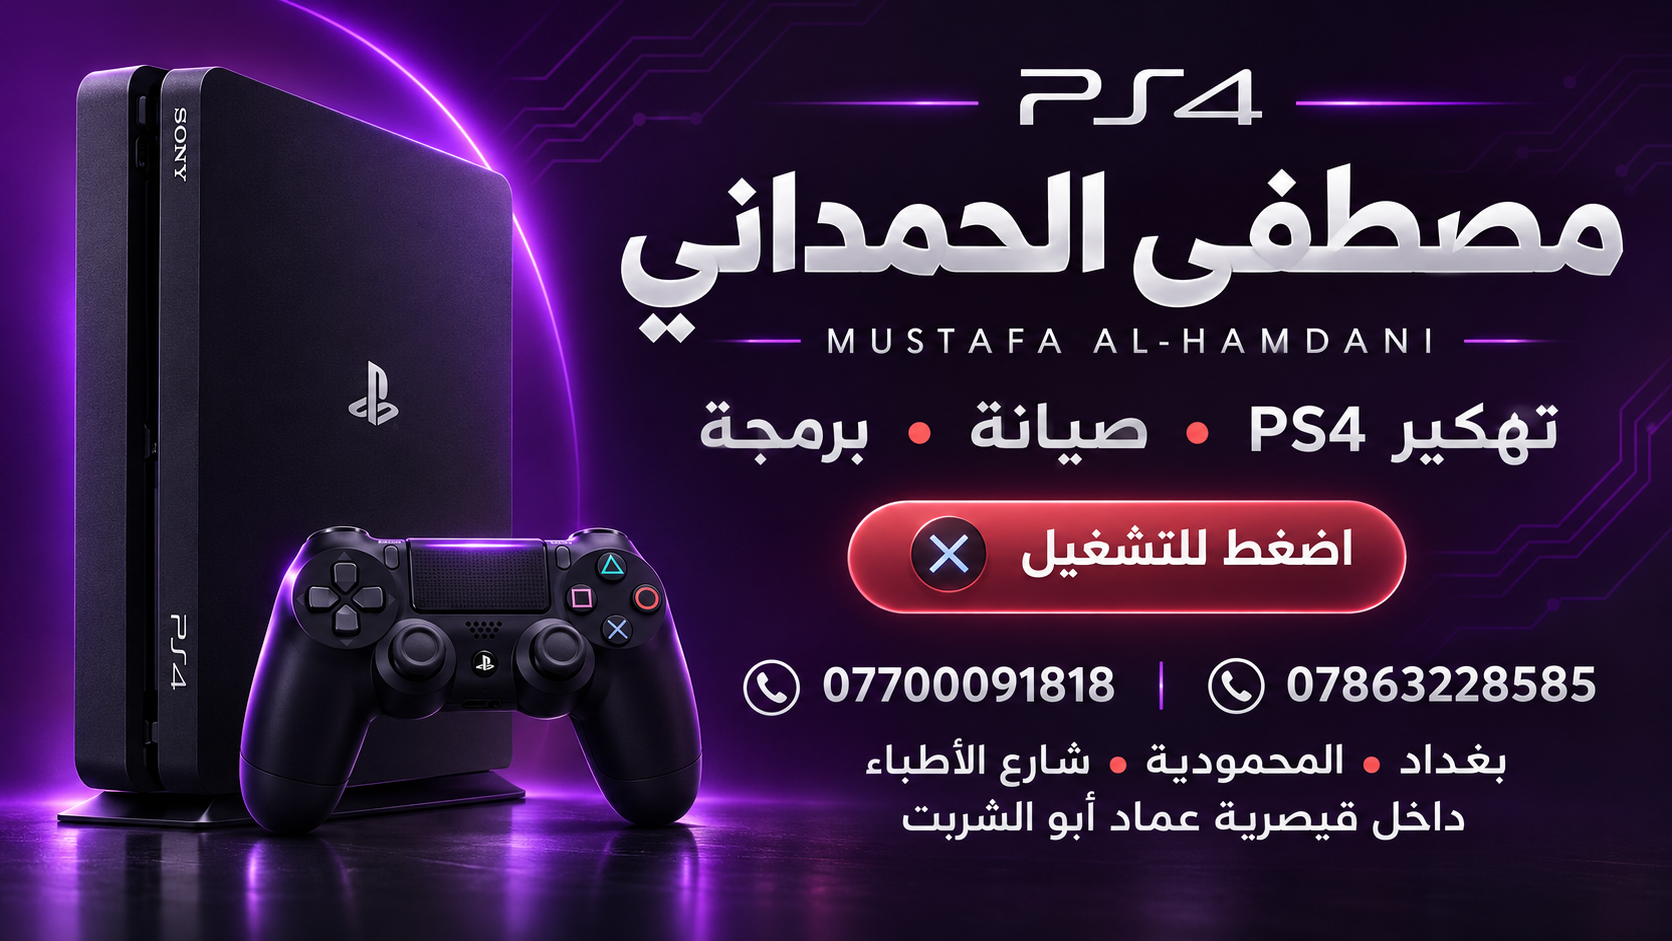 SONY
PS4
PS4
مصطفى الحمداني
MUSTAFA AL-HAMDANI
تهكير PS4 • صيانة • برمجة
اضغط للتشغيل
07700091818 | 07863228585
بغداد • المحمودية • شارع الأطباء
داخل قيصرية عماد أبو الشربت